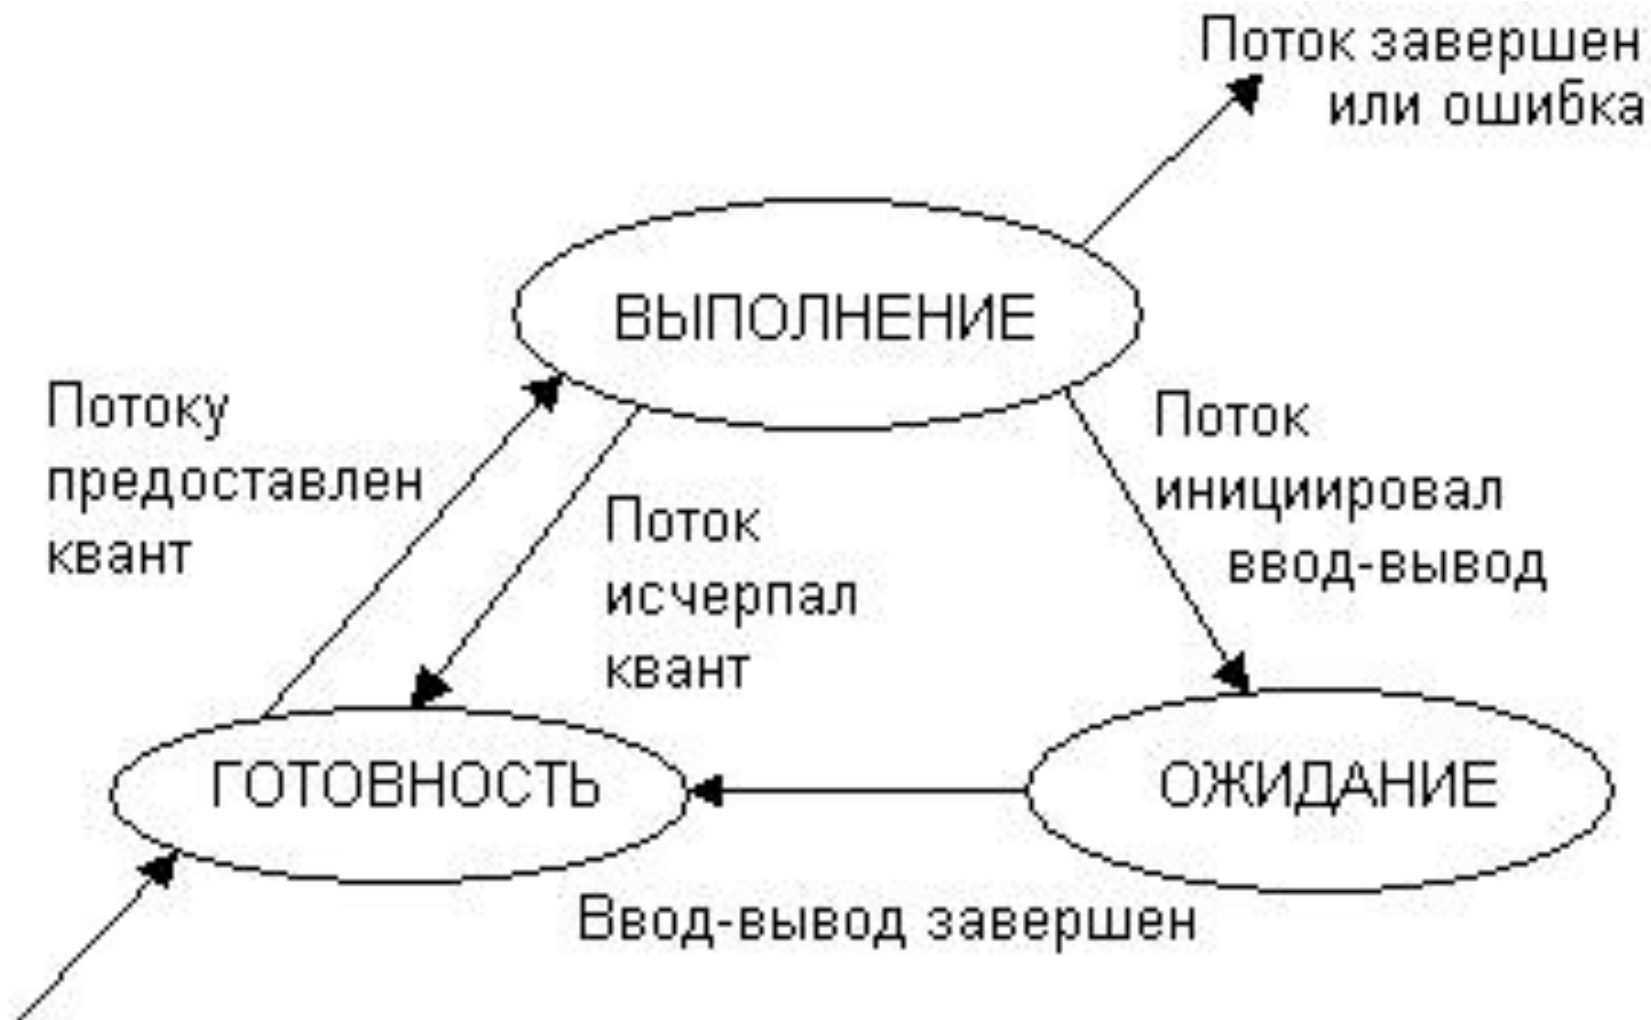 Поток завершен
или ошибка
ВЫПОЛНЕНИЕ
Потоку
предоставлен
квант
Поток
исчерпал
квант
Поток
инициировал
ввод-вывод
ГОТОВНОСТЬ
ОЖИДАНИЕ
Ввод-вывод завершен